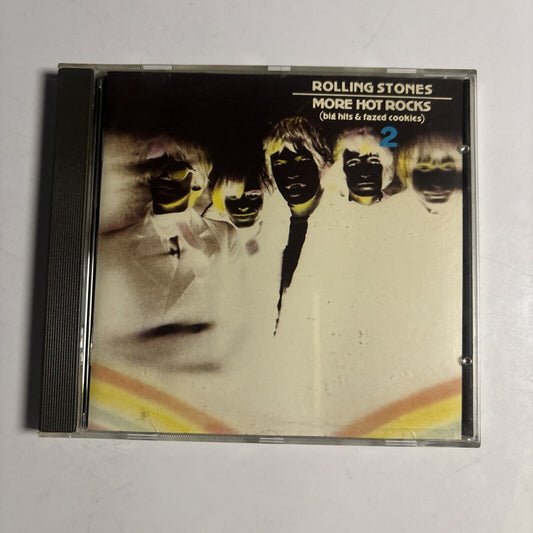 ROLLING STONES
MORE HOT ROCKS
(big hits & fazed cookies)
2